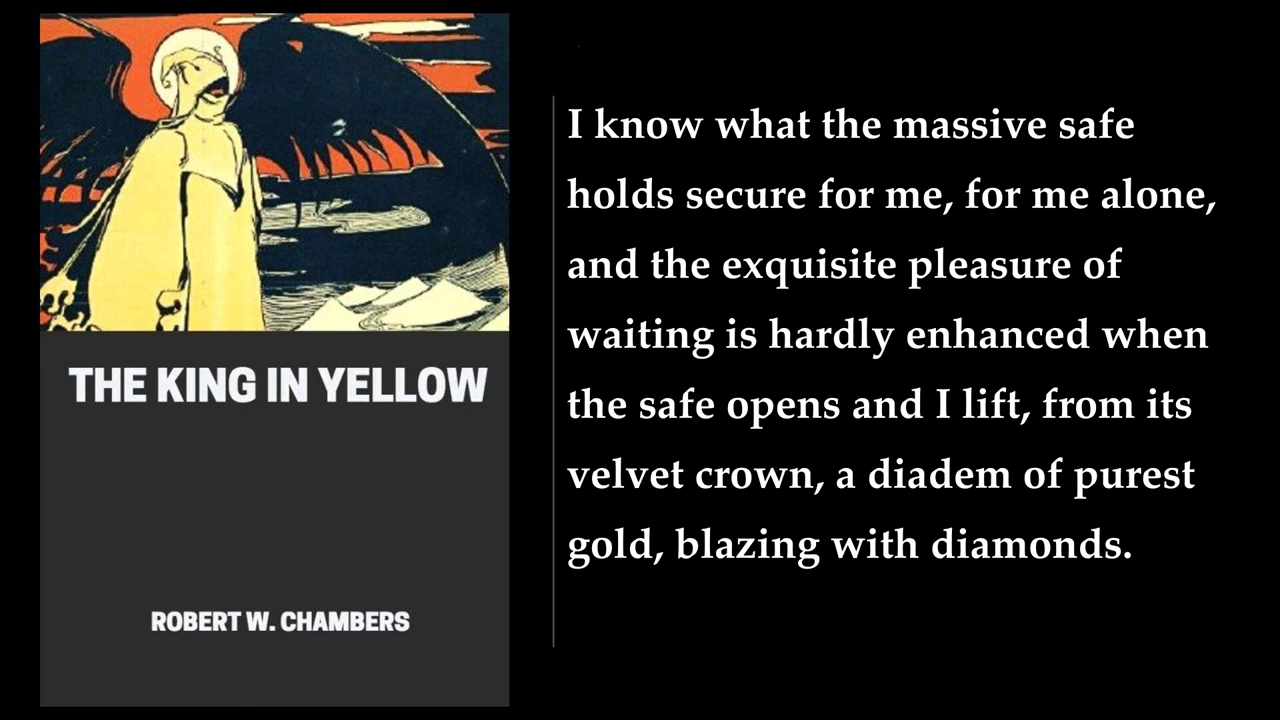 THE KING IN YELLOW
ROBERT W. CHAMBERS
I know what the massive safe
holds secure for me, for me alone,
and the exquisite pleasure of
waiting is hardly enhanced when
the safe opens and I lift, from its
velvet crown, a diadem of purest
gold, blazing with diamonds.